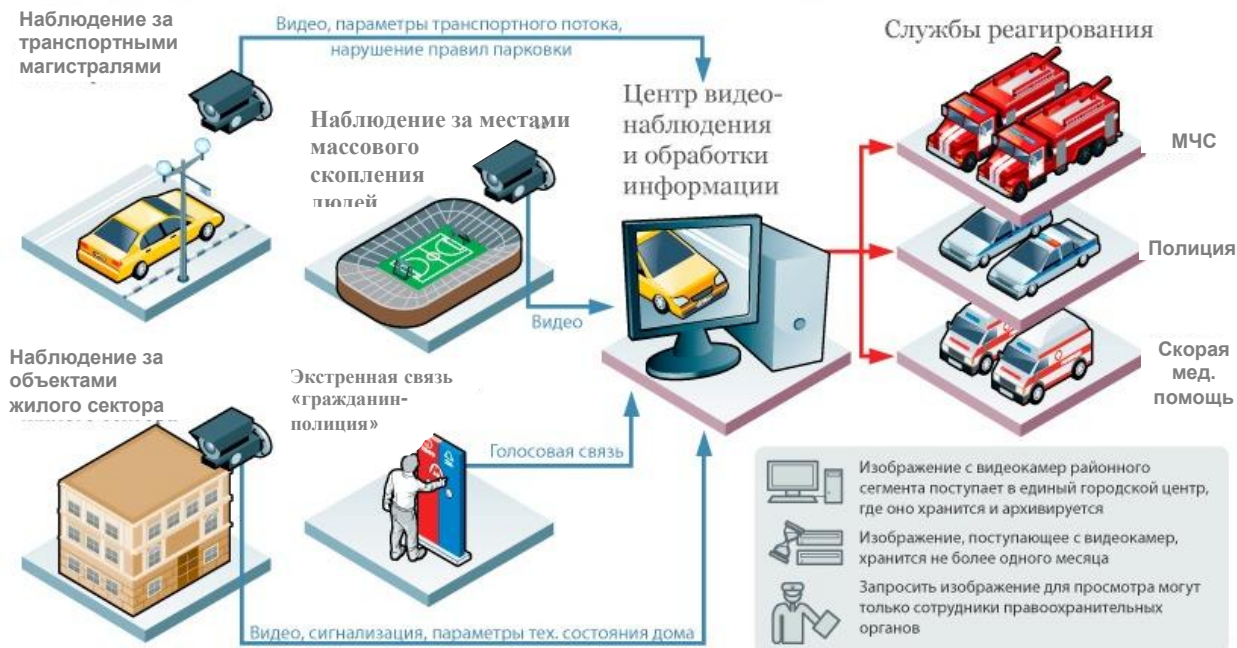 Наблюдение за
транспортными
магистралями
Видео, параметры транспортного потока,
нарушение правил парковки
Наблюдение за местами
массового
скопления
людей
Видео
Центр видео-
наблюдения
и обработки
информации
Службы реагирования
МЧС
Полиция
Скорая
мед.
помощь
Наблюдение за
объектами
жилого сектора
Экстренная связь
«гражданин-
полиция»
Голосовая связь
Видео, сигнализация, параметры тех. состояния дома
Изображение с видеокамер районного
сегмента поступает в единый городской центр,
где оно хранится и архивируется
Изображение, поступающее с видеокамер,
хранится не более одного месяца
Запросить изображение для просмотра могут
только сотрудники правоохранительных
органов